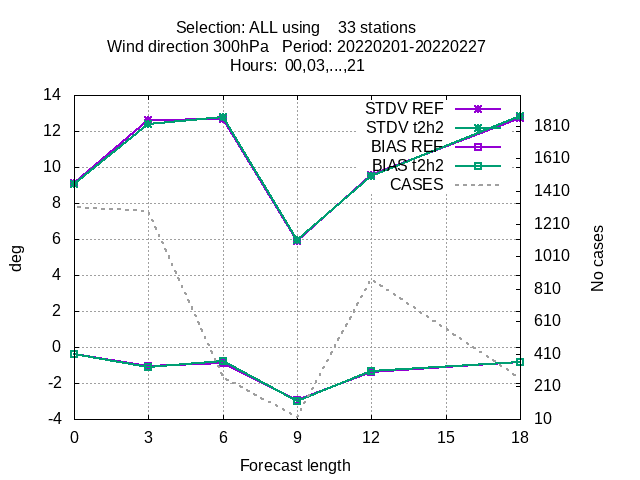 Selection: ALL using    33 stations
Wind direction 300hPa   Period: 20220201-20220227
Hours:  00,03,...,21
14
12
10
8
6
4
2
0
-2
-4
deg
STDV REF
STDV t2h2
BIAS REF
BIAS t2h2
CASES
1810
1610
1410
1210
1010
810
610
410
210
10
No cases
0 3 6 9 12 15 18
Forecast length